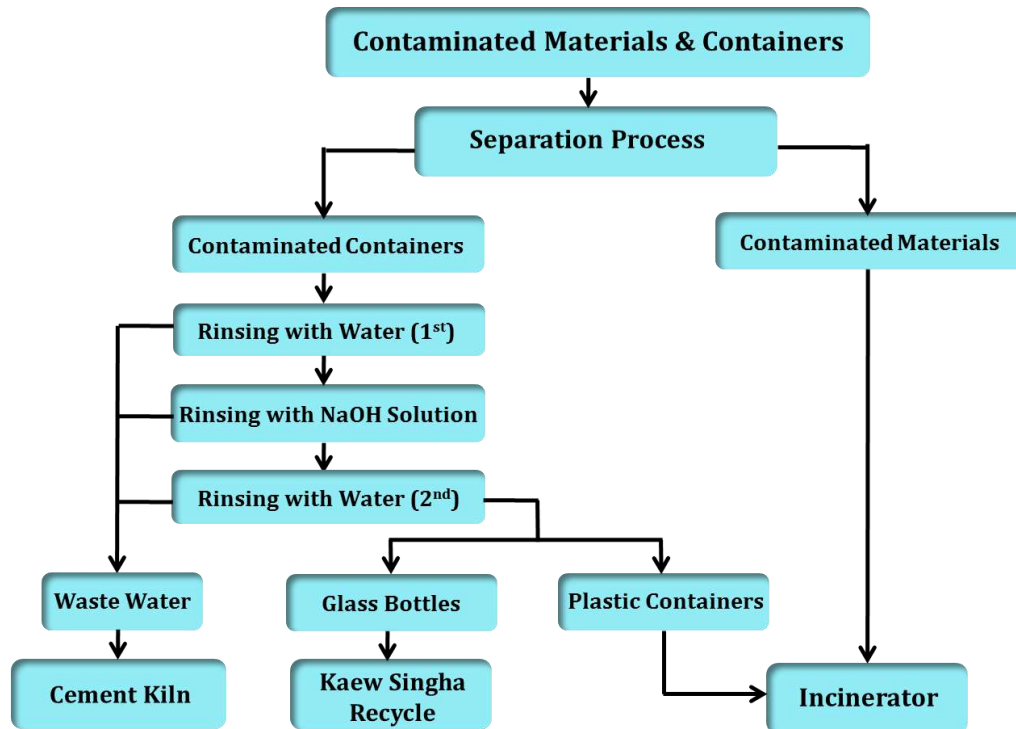 Contaminated Materials & Containers
Separation Process
Contaminated Containers
Contaminated Materials
Rinsing with Water (1st)
Rinsing with NaOH Solution
Rinsing with Water (2nd)
Waste Water
Glass Bottles
Plastic Containers
Cement Kiln
Kaew Singha
Recycle
Incinerator